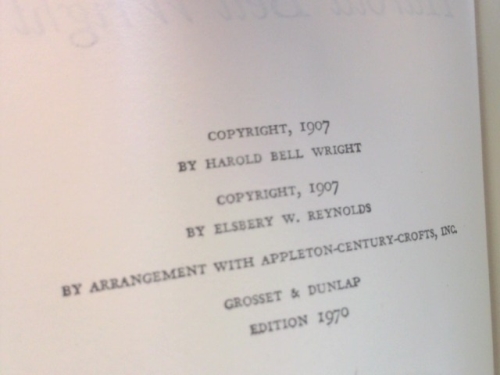 COPYRIGHT, 1907
BY HAROLD BELL WRIGHT
COPYRIGHT, 1907
BY ELSBERY W. REYNOLDS
BY ARRANGEMENT WITH APPLETON-CENTURY-CROFTS, INC.
GROSSET & DUNLAP
EDITION 1970